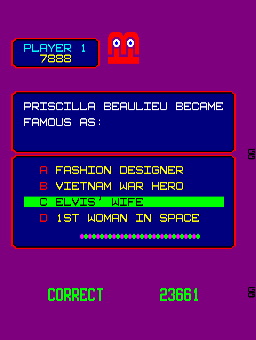 PLAYER 1
7888
PRISCILLA BEAULIEU BECAME
FAMOUS AS:
A FASHION DESIGNER
B VIETNAM WAR HERO
C ELVIS' WIFE
D 1ST WOMAN IN SPACE
CORRECT 23661